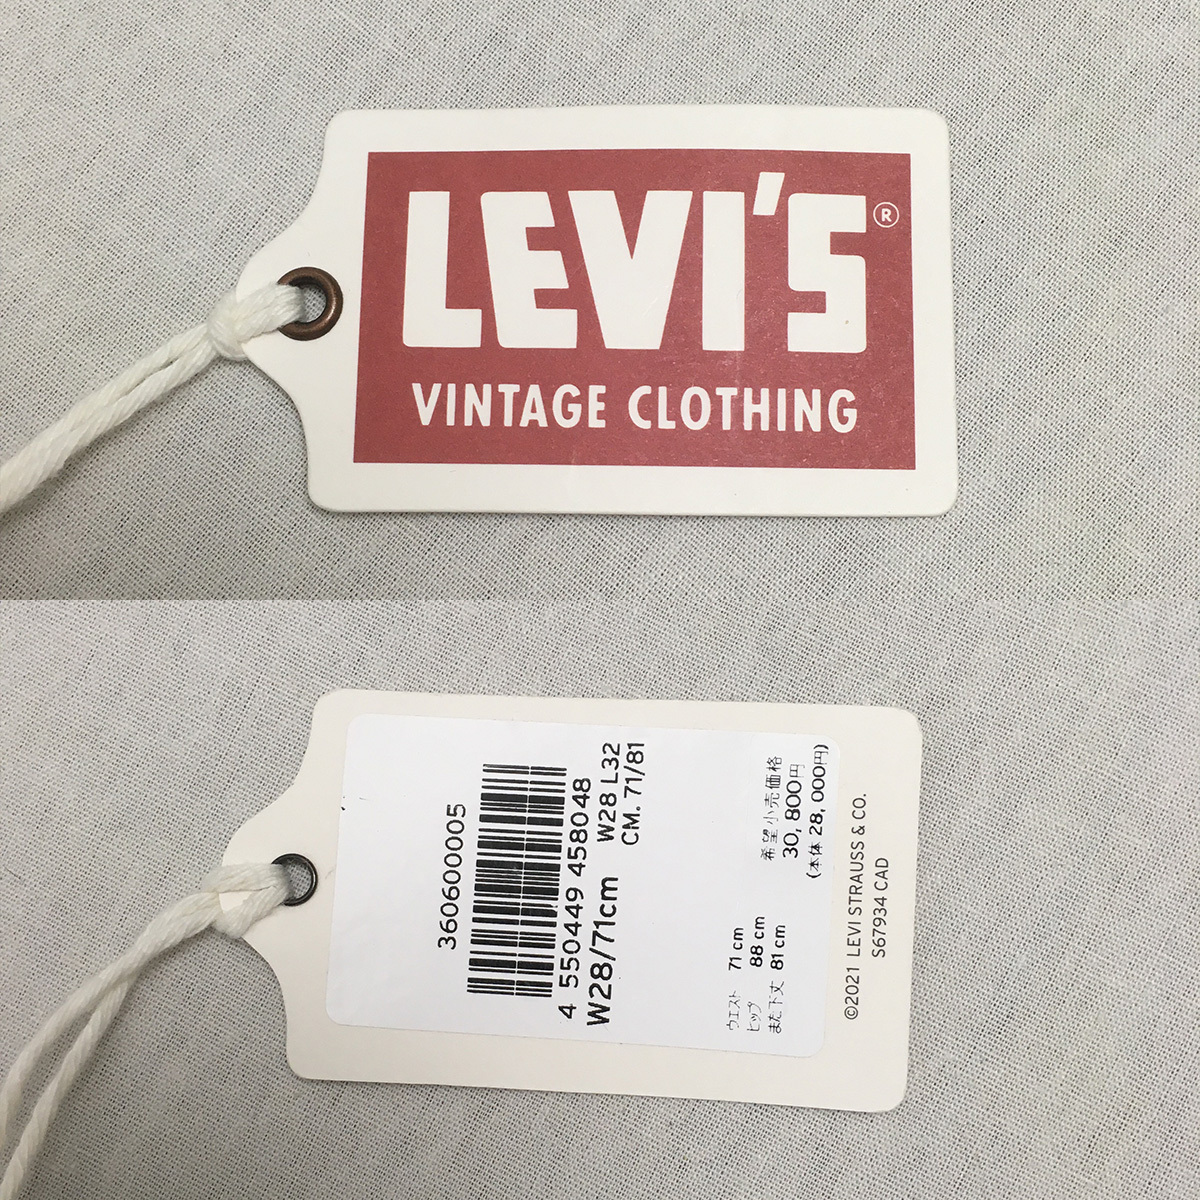 LEVI'S®
VINTAGE CLOTHING
360600005
4 550449 458048
W28/71cm W28 L32
CM. 71/81
ウエスト 71 cm
ヒップ 88 cm
また下丈 81 cm
希望小売価格
30,800円
(本体 28,000円)
©2021 LEVI STRAUSS & CO.
S67934 CAD